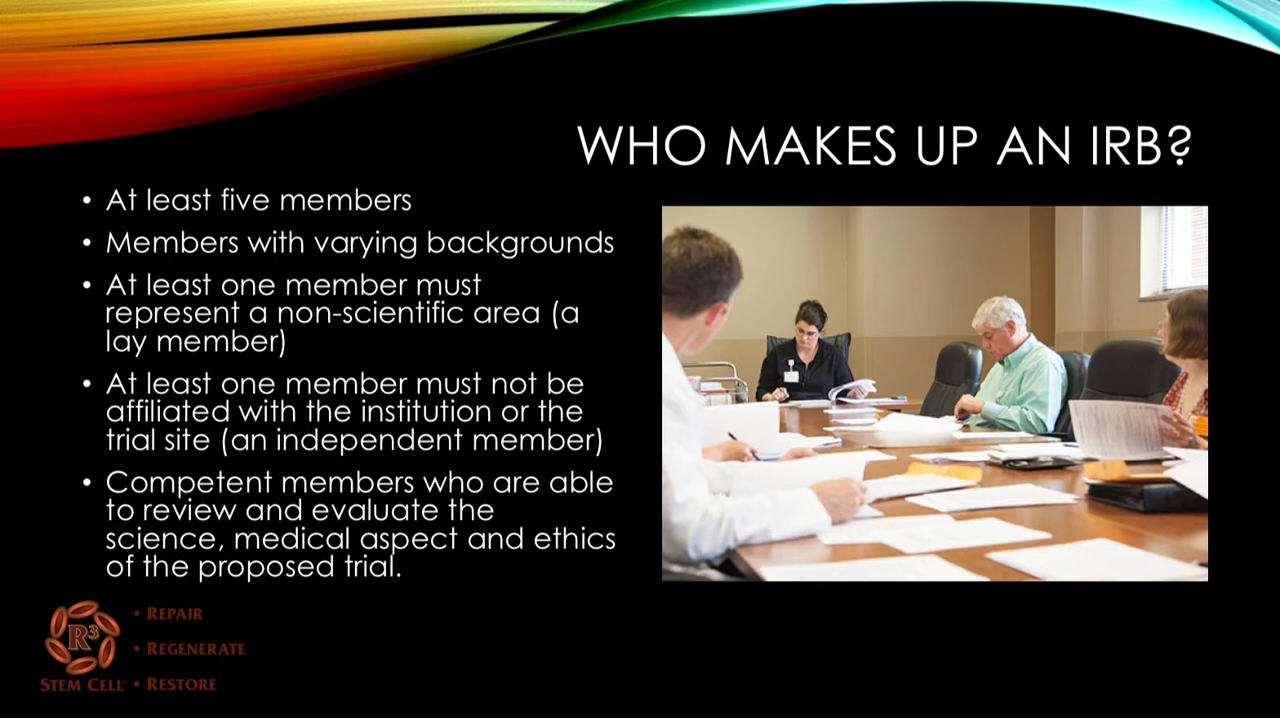 WHO MAKES UP AN IRB?
• At least five members
• Members with varying backgrounds
• At least one member must
represent a non-scientific area (a
lay member)
• At least one member must not be
affiliated with the institution or the
trial site (an independent member)
• Competent members who are able
to review and evaluate the
science, medical aspect and ethics
of the proposed trial.
R³
STEM CELL™
• REPAIR
• REGENERATE
• RESTORE